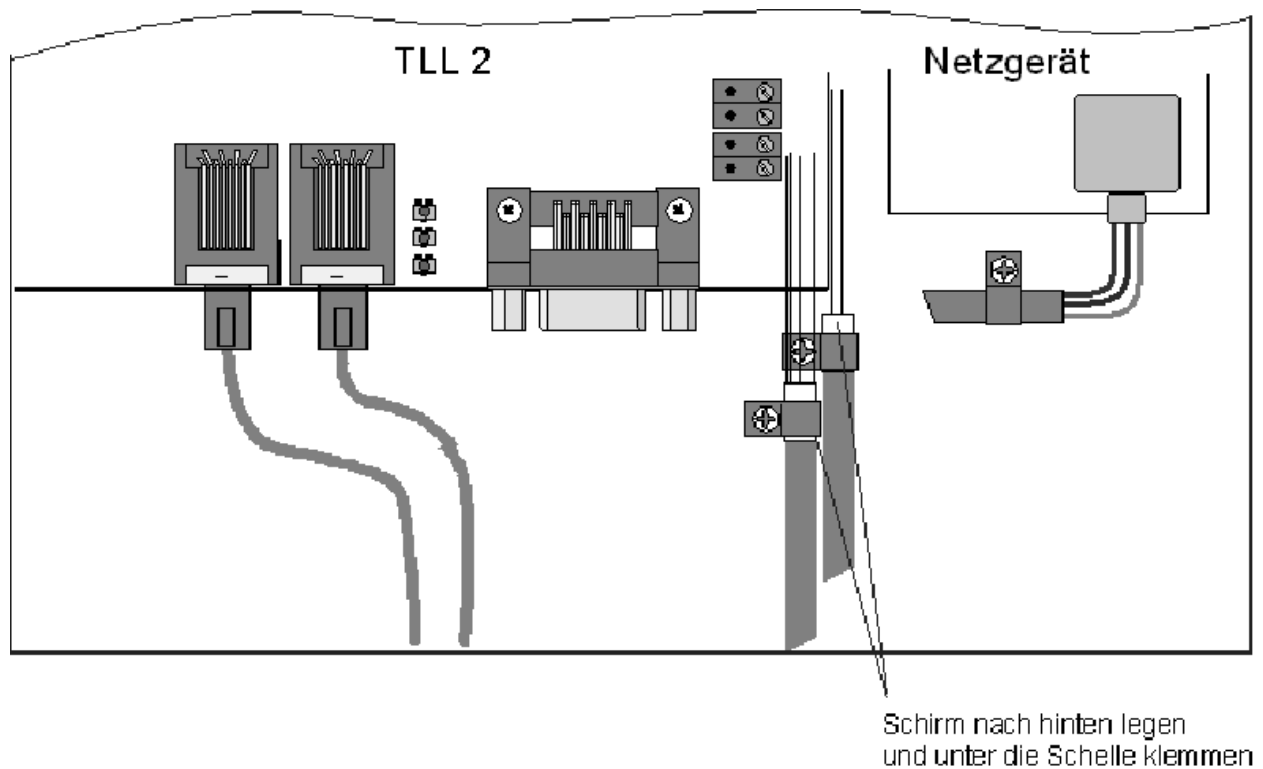 TLL 2
Netzgerät
Schirm nach hinten legen
und unter die Schelle klemmen